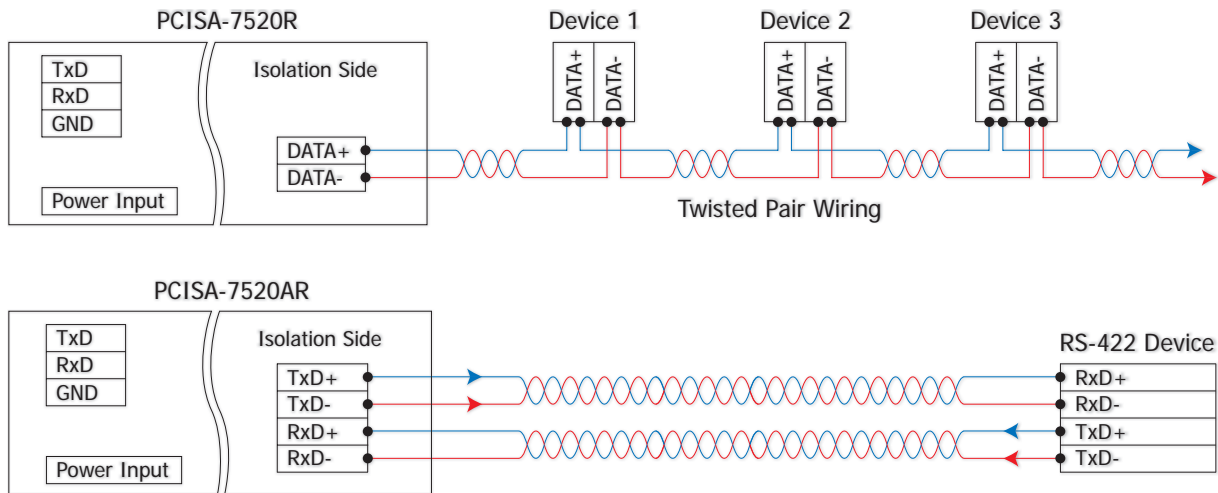 PCISA-7520R
Device 1
Device 2
Device 3
TxD
RxD
GND
Isolation Side
DATA+
DATA-
DATA+
DATA-
DATA+
DATA-
DATA+
DATA-
Power Input
Twisted Pair Wiring
PCISA-7520AR
TxD
RxD
GND
Isolation Side
RS-422 Device
TxD+
TxD-
RxD+
RxD-
RxD+
RxD-
TxD+
TxD-
Power Input